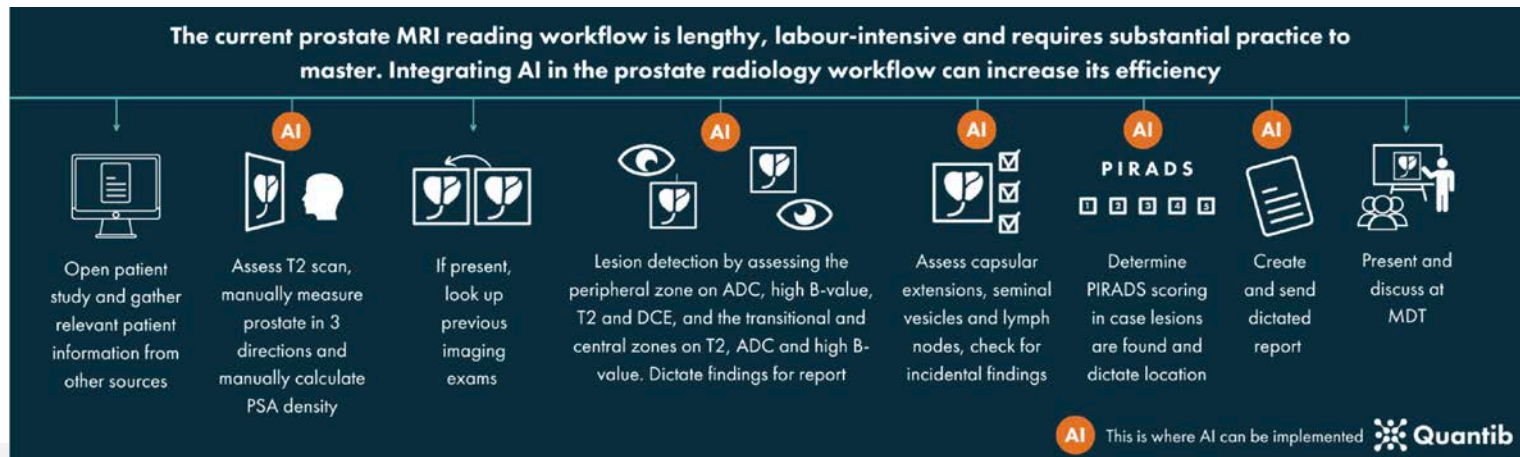 The current prostate MRI reading workflow is lengthy, labour-intensive and requires substantial practice to
master. Integrating AI in the prostate radiology workflow can increase its efficiency
AI
AI
AI
AI
AI
PIRADS
1 2 3 4 5
Open patient
study and gather
relevant patient
information from
other sources
Assess T2 scan,
manually measure
prostate in 3
directions and
manually calculate
PSA density
If present,
look up
previous
imaging
exams
Lesion detection by assessing the
peripheral zone on ADC, high B-value,
T2 and DCE, and the transitional and
central zones on T2, ADC and high B-
value. Dictate findings for report
Assess capsular
extensions, seminal
vesicles and lymph
nodes, check for
incidental findings
Determine
PIRADS scoring
in case lesions
are found and
dictate location
Create
and send
dictated
report
Present and
discuss at
MDT
AI This is where AI can be implemented
Quantib